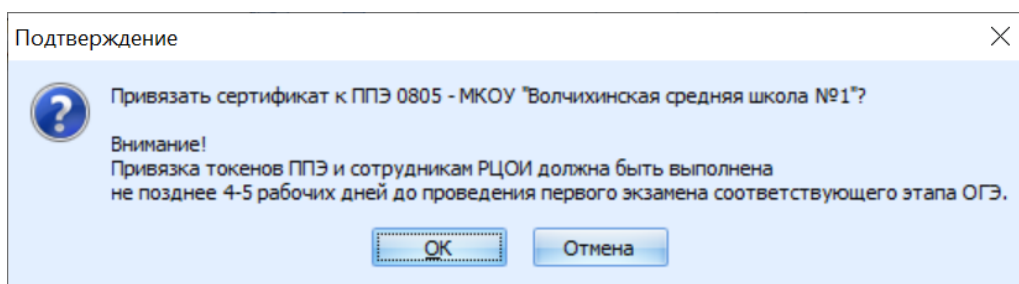 Подтверждение
Привязать сертификат к ППЭ 0805 - МКОУ "Волчихинская средняя школа №1"?
Внимание!
Привязка токенов ППЭ и сотрудникам РЦОИ должна быть выполнена
не позднее 4-5 рабочих дней до проведения первого экзамена соответствующего этапа ОГЭ.
OK
Отмена